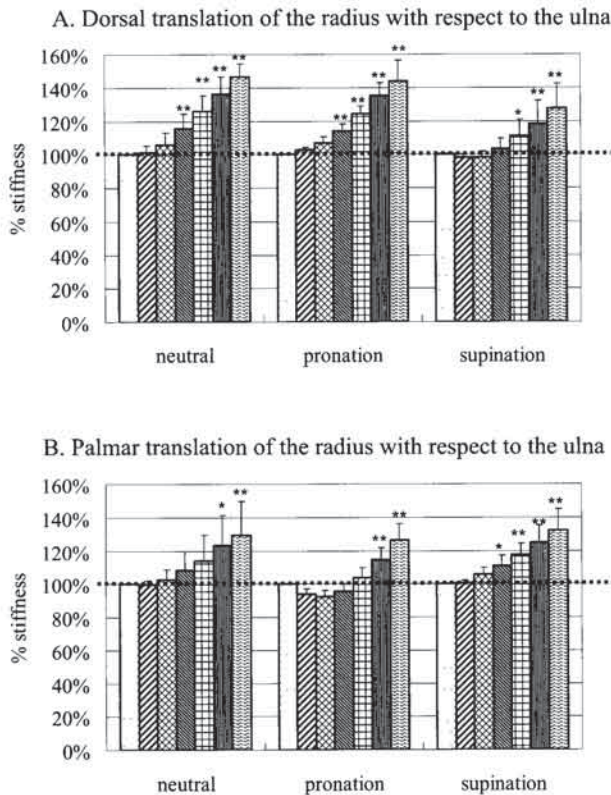 A. Dorsal translation of the radius with respect to the ulna
160%
140%
120%
100%
80%
60%
40%
20%
0%
% stiffness
** ** ** **
** ** ** **
* ** **
neutral pronation supination
B. Palmar translation of the radius with respect to the ulna
160%
140%
120%
100%
80%
60%
40%
20%
0%
% stiffness
* **
** **
* ** ** **
neutral pronation supination